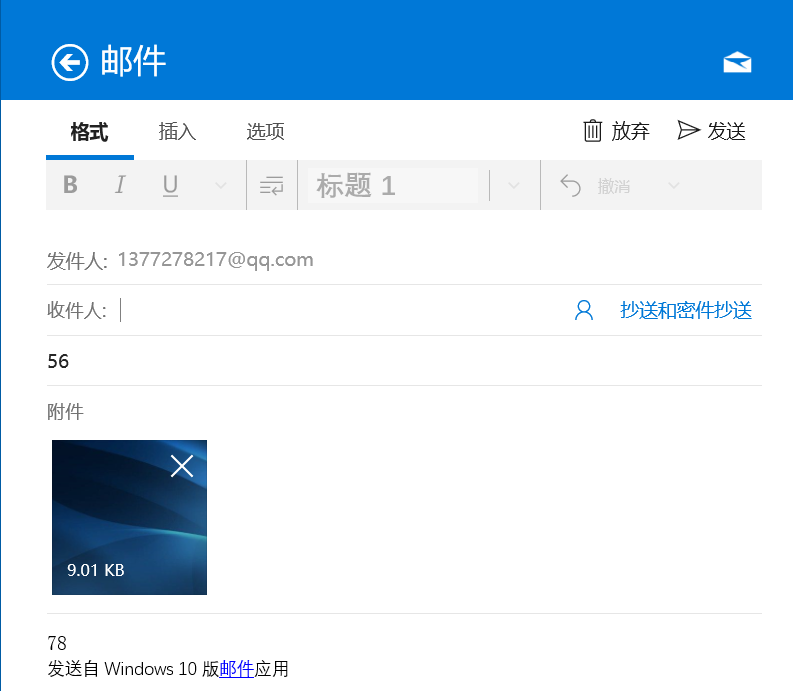 邮件
格式 插入 选项 放弃 发送
B I U 标题 1 撤消
发件人: 1377278217@qq.com
收件人: 抄送和密件抄送
56
附件
9.01 KB
78
发送自 Windows 10 版邮件应用